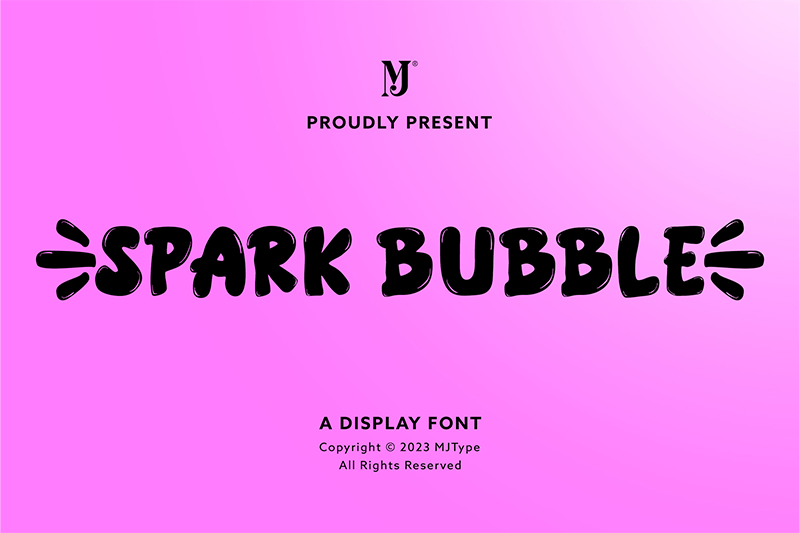 MJ®
PROUDLY PRESENT
SPARK BUBBLE
A DISPLAY FONT
Copyright © 2023 MJType
All Rights Reserved